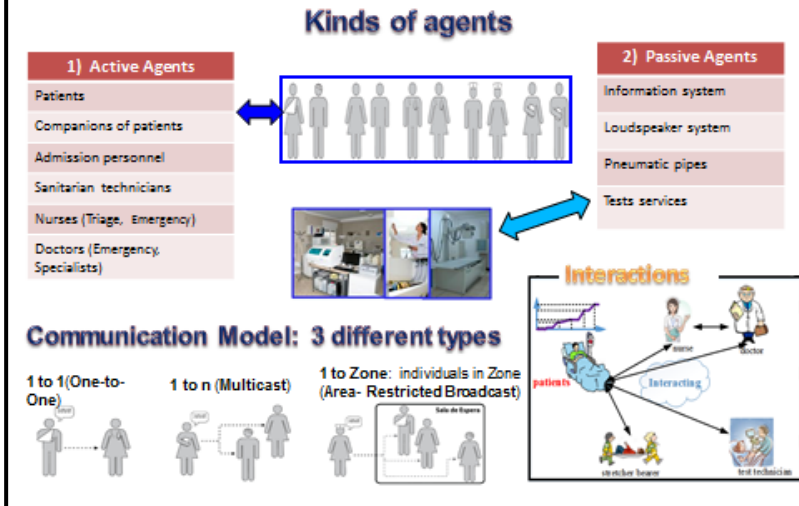 Kinds of agents
1) Active Agents
Patients
Companions of patients
Admission personnel
Sanitarian technicians
Nurses (Triage, Emergency)
Doctors (Emergency,
Specialists)
2) Passive Agents
Information system
Loudspeaker system
Pneumatic pipes
Tests services
Communication Model: 3 different types
1 to 1(One-to-
One)
1 to n (Multicast)
1 to Zone: individuals in Zone
(Area- Restricted Broadcast)
Sala de Espera
Interactions
nurse
doctor
patients
Interacting
stretcher bearer
test technician